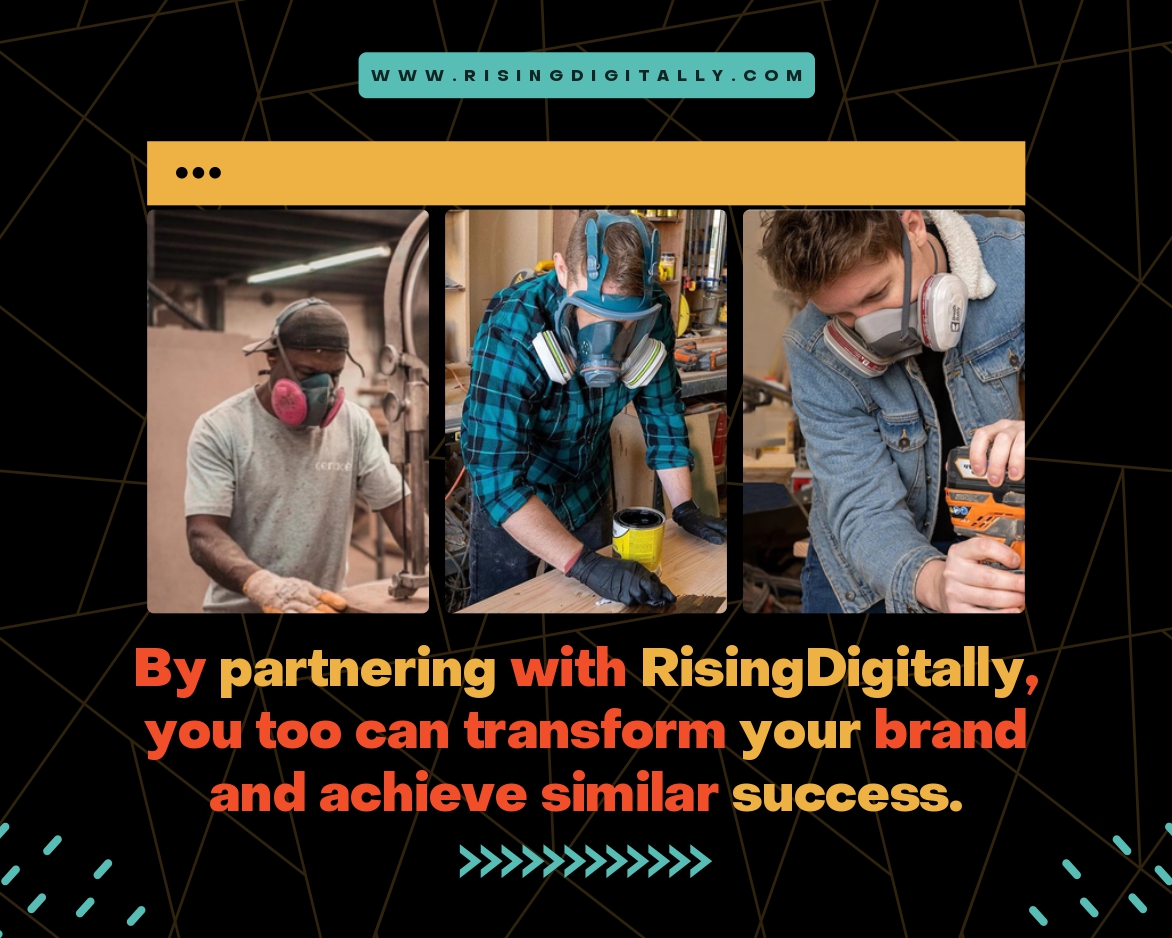 WWW.RISINGDIGITALLY.COM
By partnering with RisingDigitally,
you too can transform your brand
and achieve similar success.